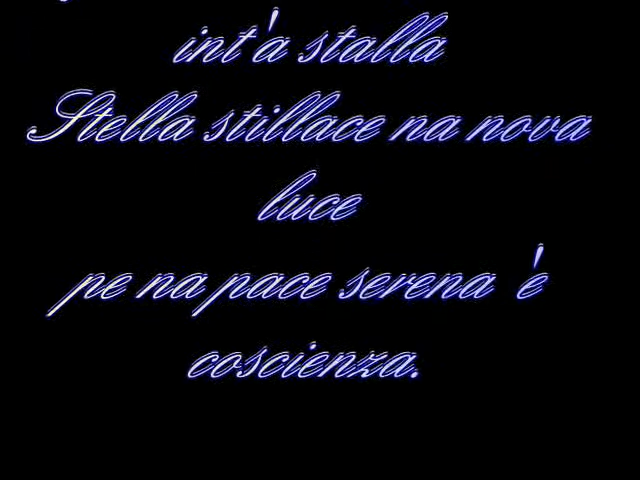 int'a stalla
Stella stillace na nova
luce
pe na pace serena 'e
coscienza.